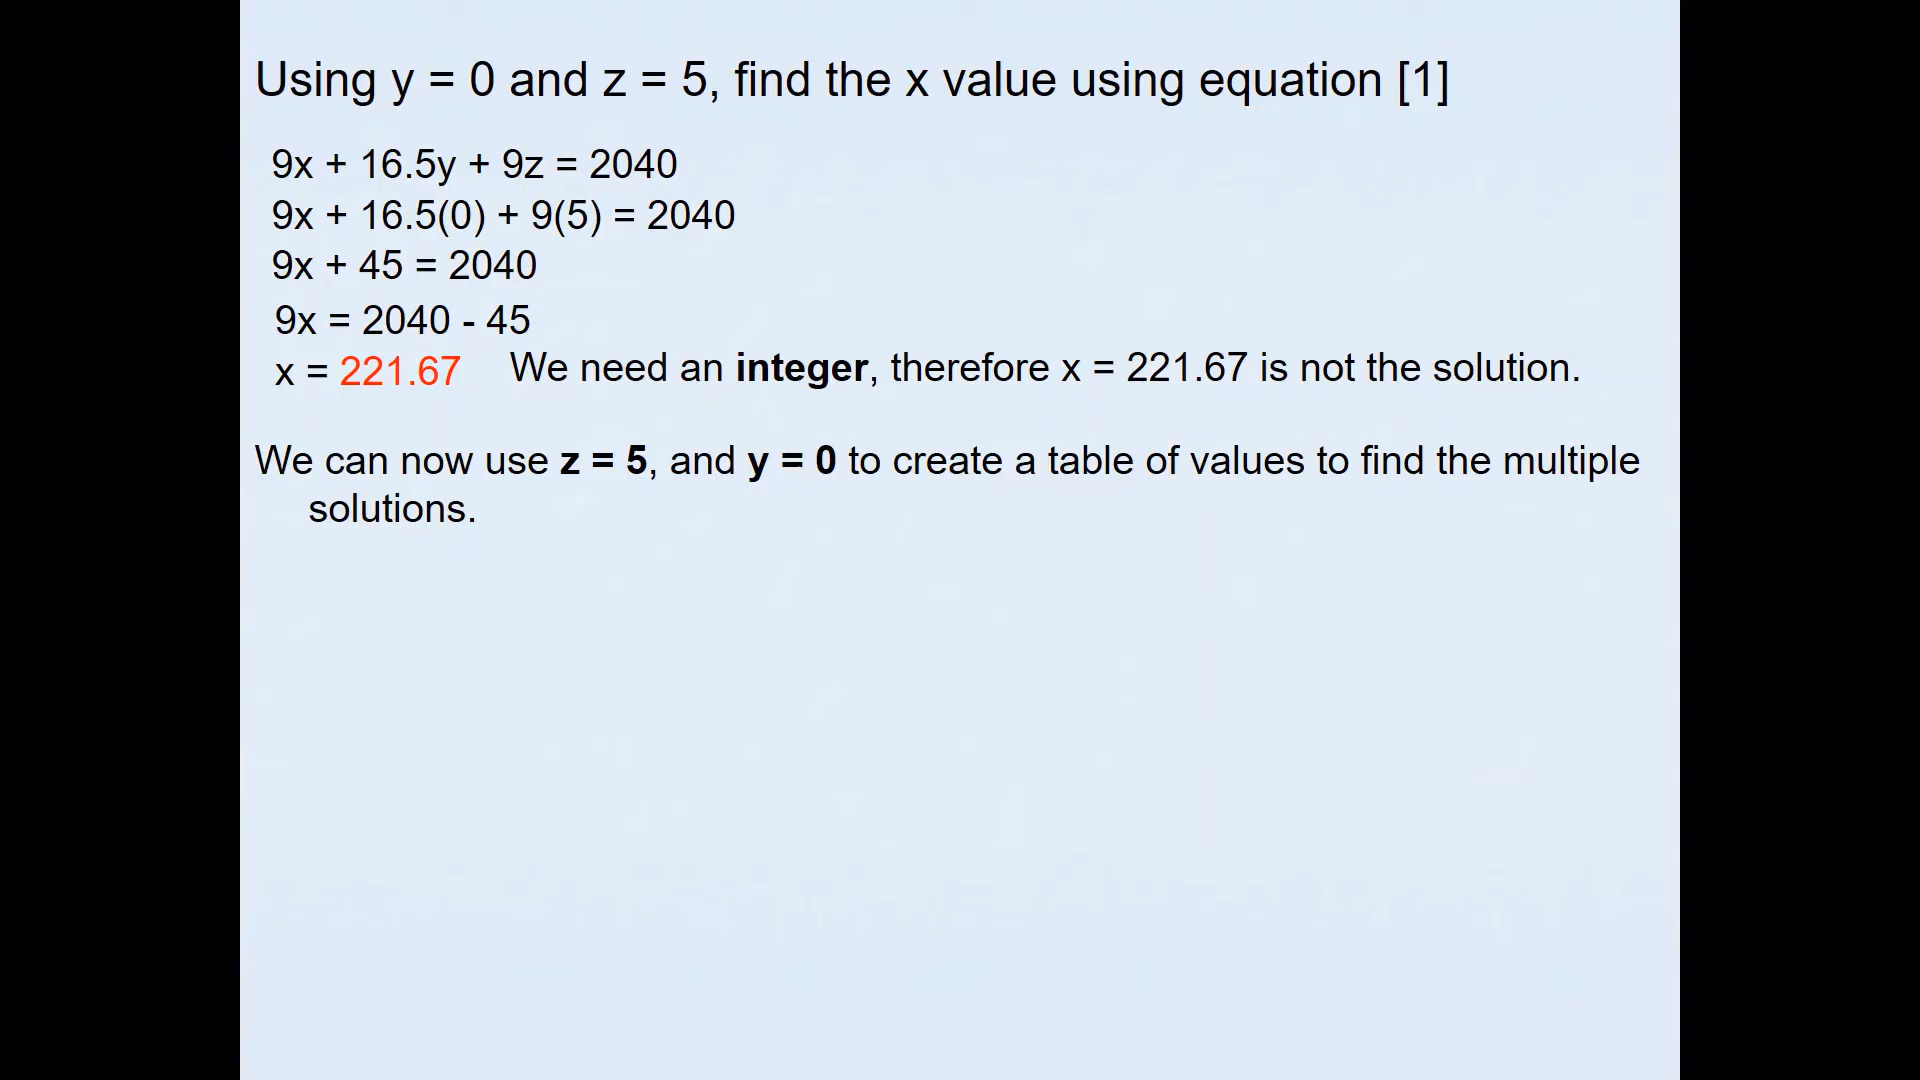 Using y = 0 and z = 5, find the x value using equation [1]
9x + 16.5y + 9z = 2040
9x + 16.5(0) + 9(5) = 2040
9x + 45 = 2040
9x = 2040 - 45
x = 221.67 We need an integer, therefore x = 221.67 is not the solution.
We can now use z = 5, and y = 0 to create a table of values to find the multiple
solutions.